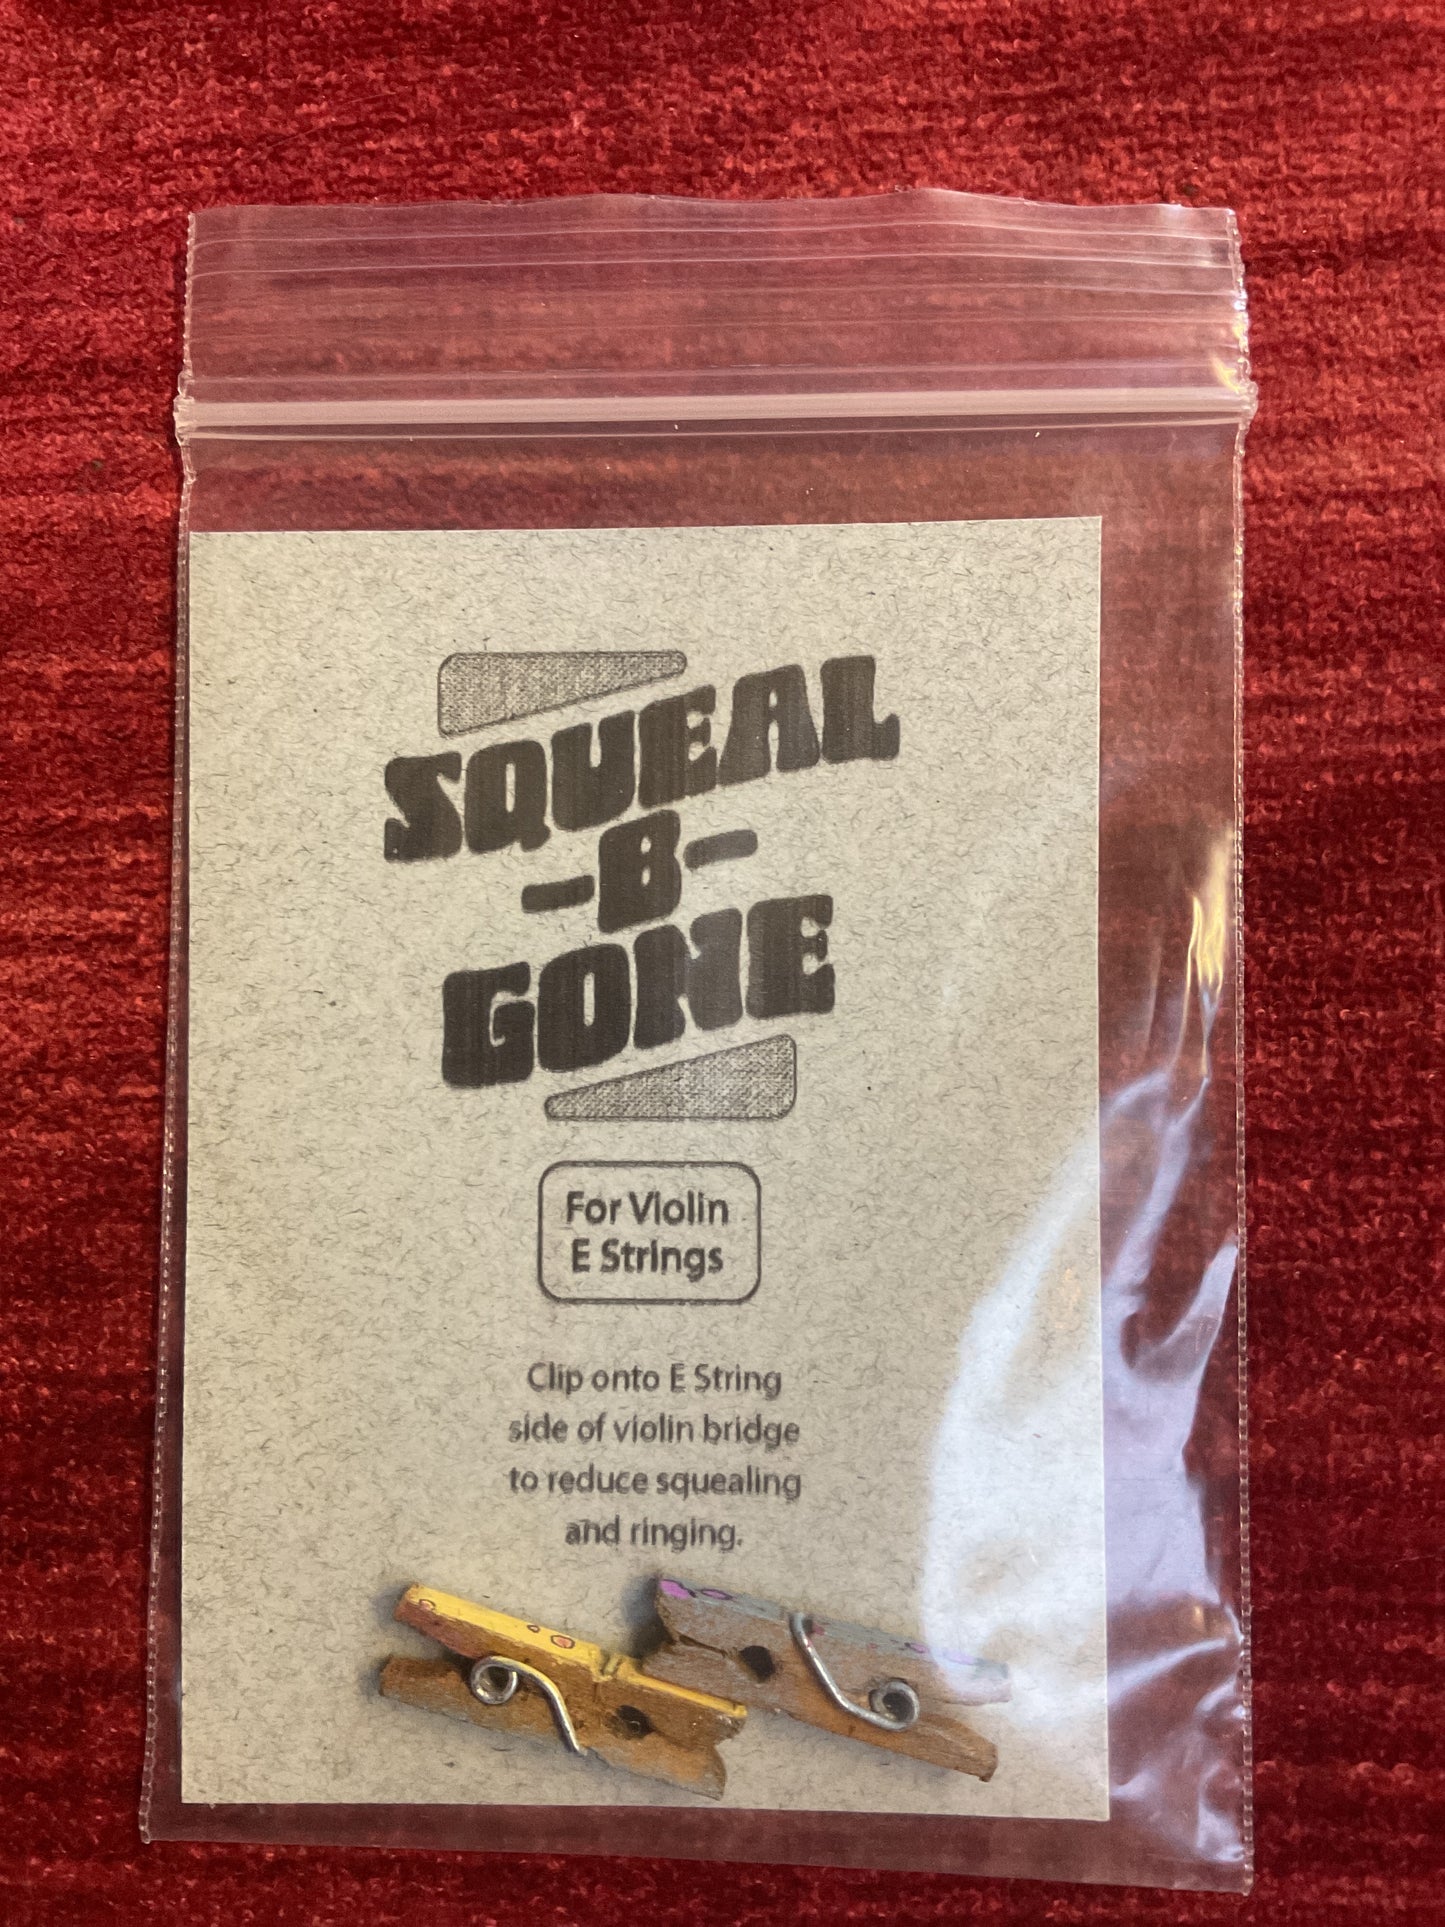 SQUEAL
-B-
GONE
For Violin
E Strings
Clip onto E String
side of violin bridge
to reduce squealing
and ringing.